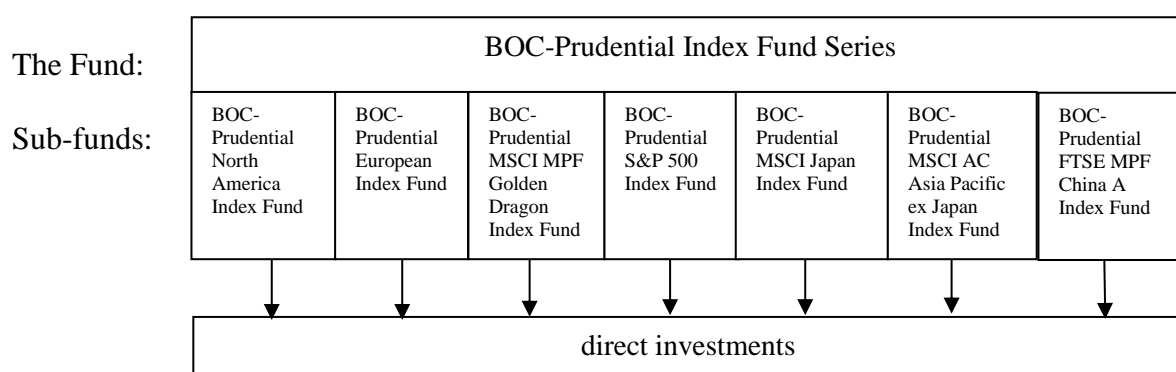 The Fund:
BOC-Prudential Index Fund Series
Sub-funds:
BOC-
Prudential
North
America
Index Fund
BOC-
Prudential
European
Index Fund
BOC-
Prudential
MSCI MPF
Golden
Dragon
Index Fund
BOC-
Prudential
S&P 500
Index Fund
BOC-
Prudential
MSCI Japan
Index Fund
BOC-
Prudential
MSCI AC
Asia Pacific
ex Japan
Index Fund
BOC-
Prudential
FTSE MPF
China A
Index Fund
direct investments